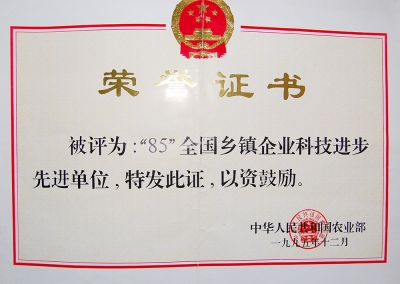 荣誉证书
被评为:“85”全国乡镇企业科技进步
先进单位,特发此证,以资鼓励。
中华人民共和国农业部
一九九五年十二月